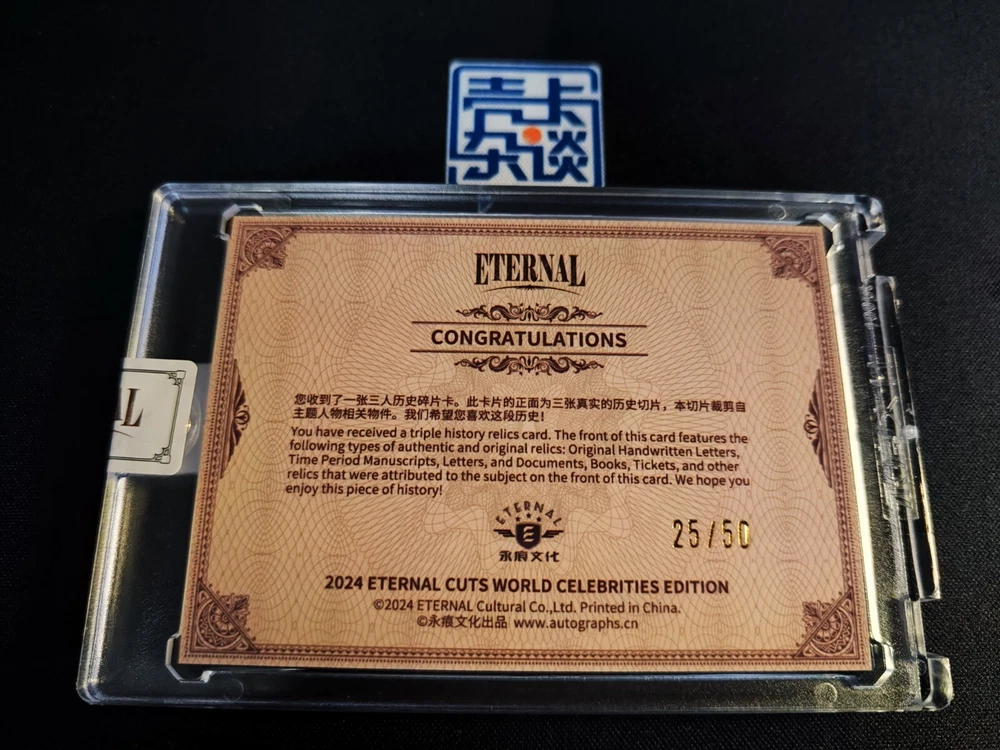 壳卡
杂谈
ETERNAL
CONGRATULATIONS
您收到了一张三人历史碎片卡。此卡片的正面为三张真实的历史切片，本切片裁剪自
主题人物相关物件。我们希望您喜欢这段历史！
You have received a triple history relics card. The front of this card features the
following types of authentic and original relics: Original Handwritten Letters,
Time Period Manuscripts, Letters, and Documents, Books, Tickets, and other
relics that were attributed to the subject on the front of this card. We hope you
enjoy this piece of history!
ETERNAL
永痕文化
25/50
2024 ETERNAL CUTS WORLD CELEBRITIES EDITION
©2024 ETERNAL Cultural Co.,Ltd. Printed in China.
©永痕文化出品 www.autographs.cn